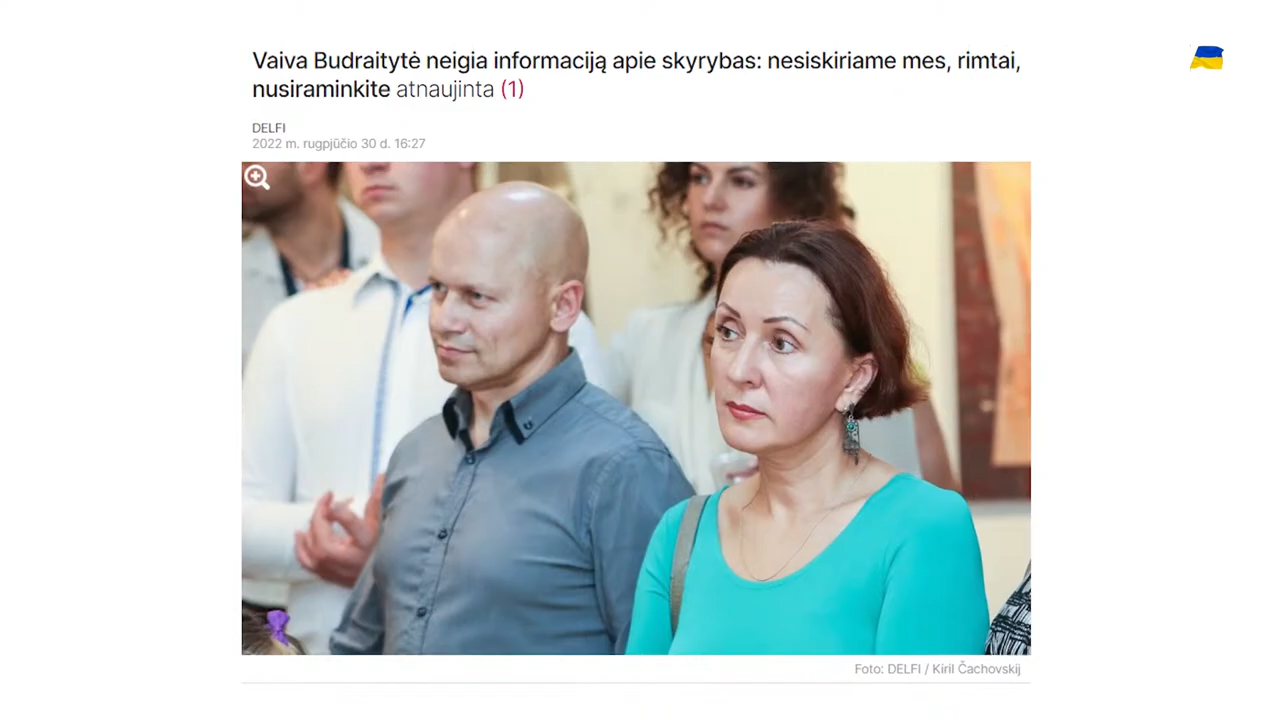 Vaiva Budraitytė neigia informaciją apie skyrybas: nesiskiriame mes, rimtai,
nusiraminkite atnaujinta (1)
DELFI
2022 m. rugpjūčio 30 d. 16:27
Foto: DELFI / Kiril Čachovskij